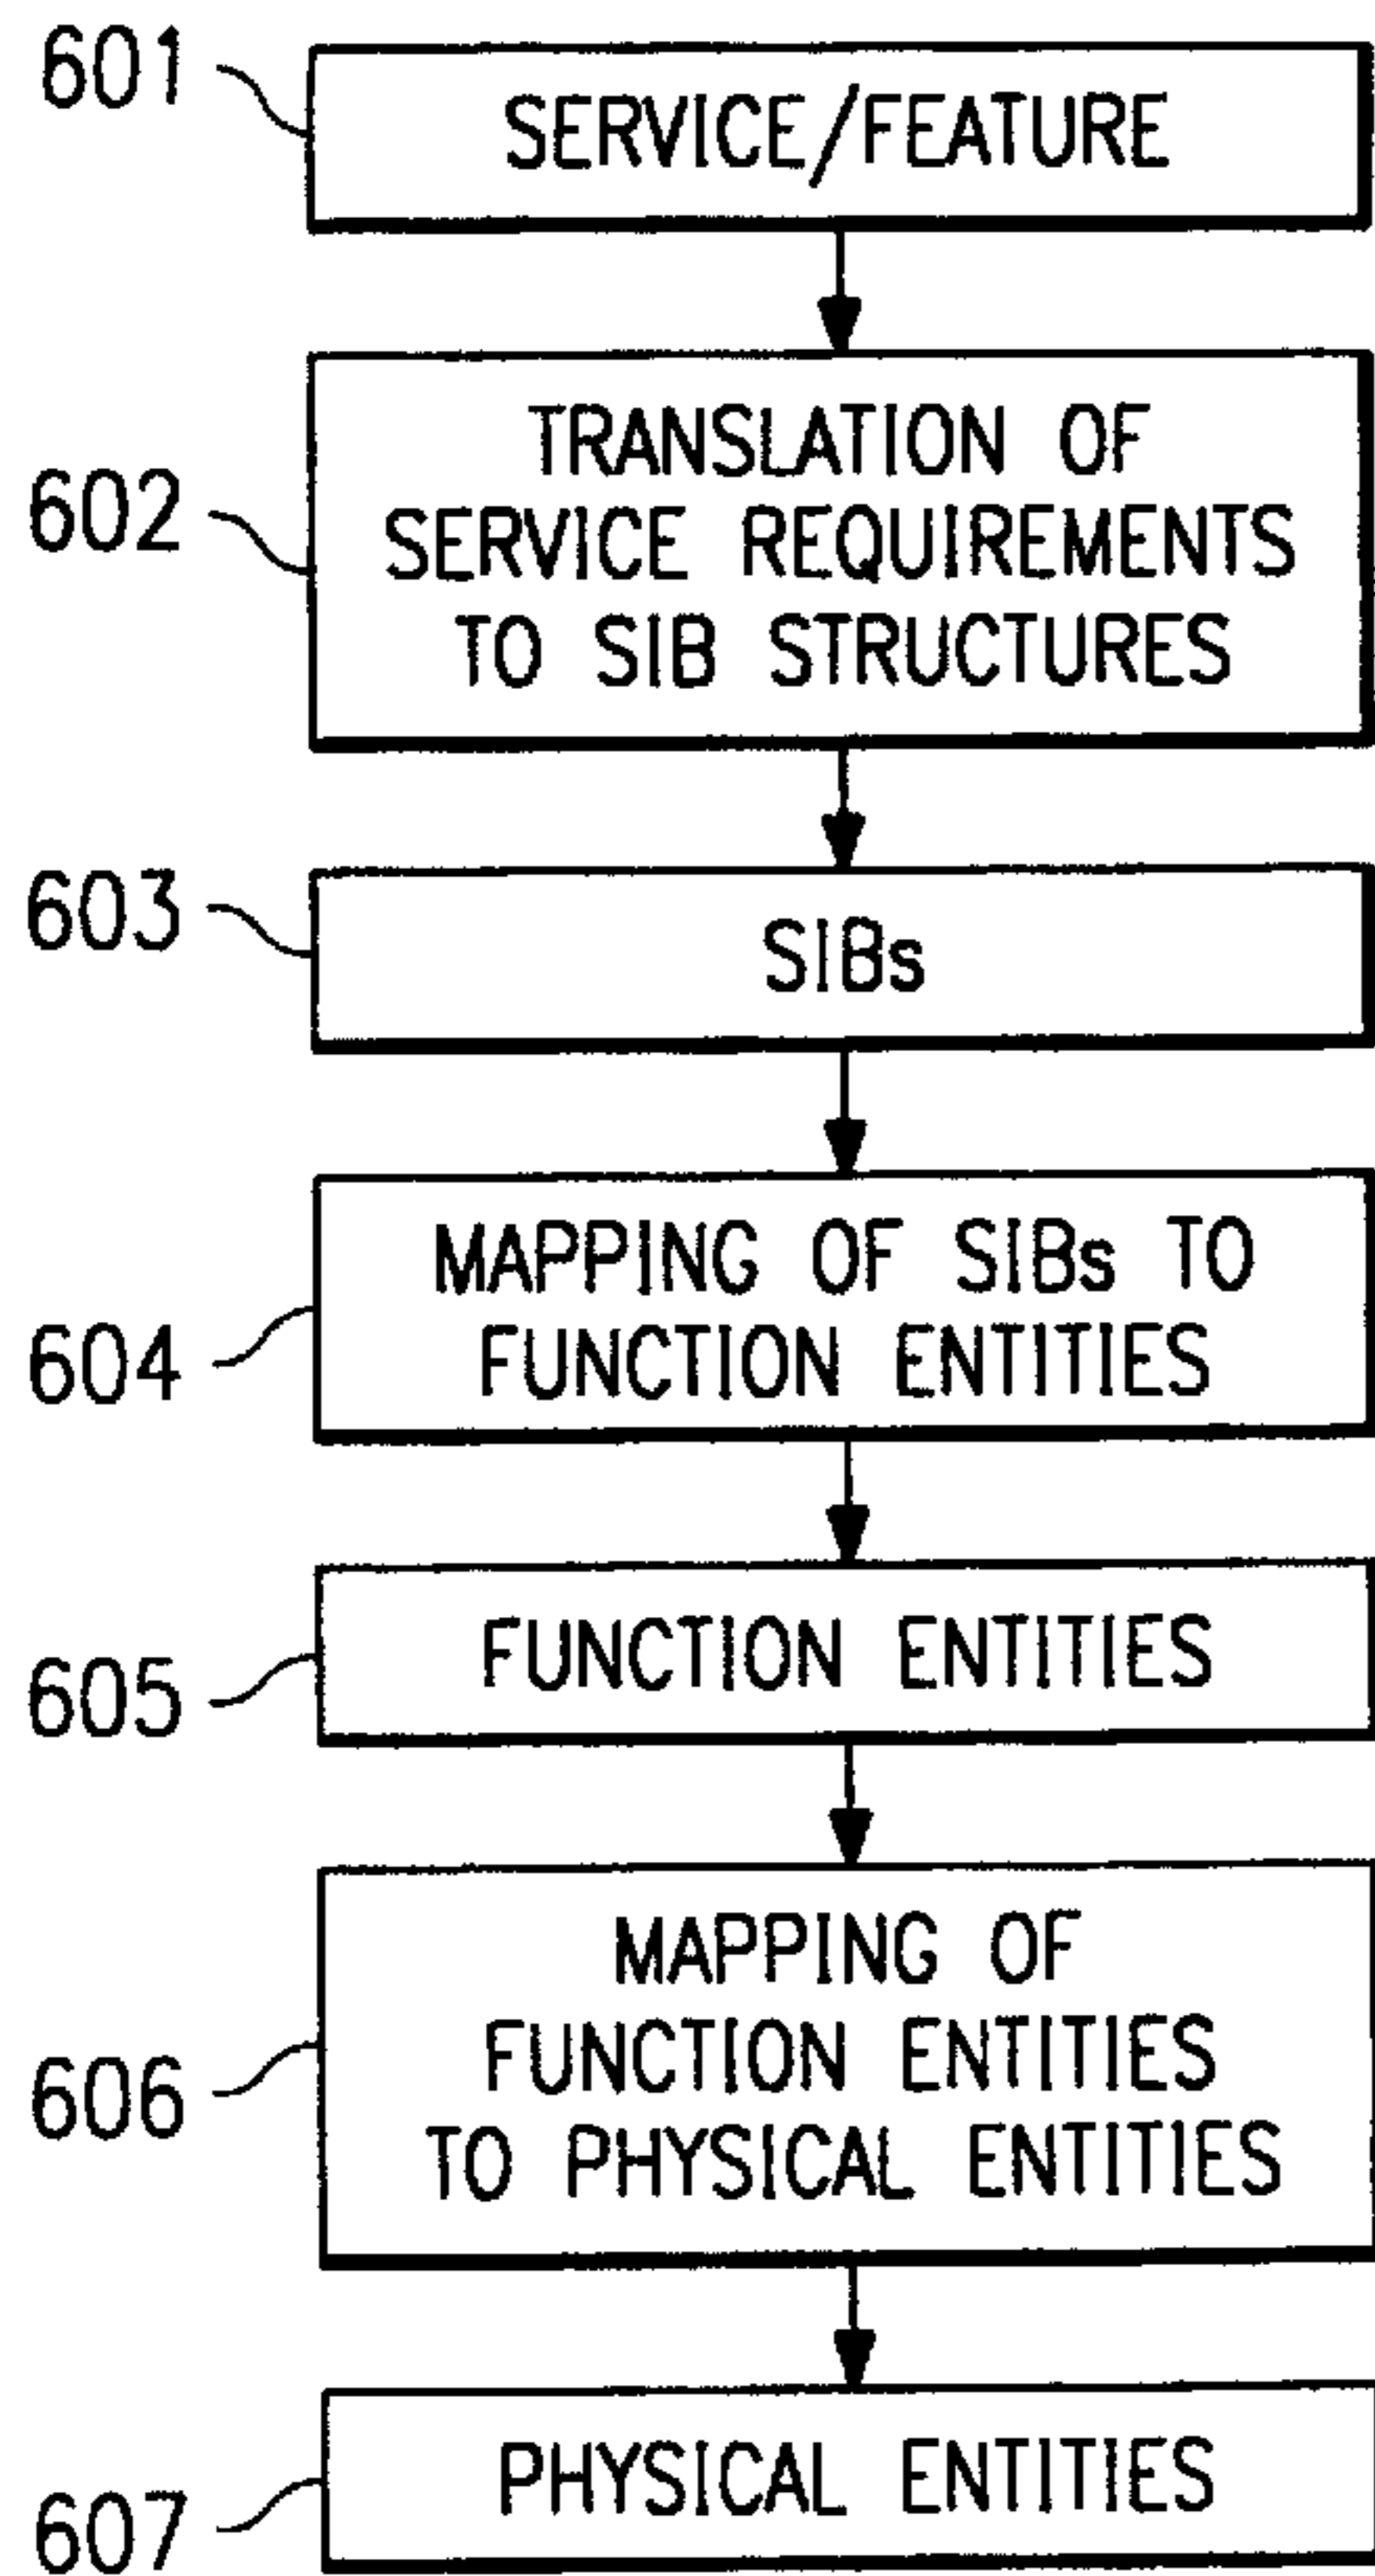 601
SERVICE/FEATURE
602
TRANSLATION OF
SERVICE REQUIREMENTS
TO SIB STRUCTURES
603
SIBs
604
MAPPING OF SIBs TO
FUNCTION ENTITIES
605
FUNCTION ENTITIES
606
MAPPING OF
FUNCTION ENTITIES
TO PHYSICAL ENTITIES
607
PHYSICAL ENTITIES